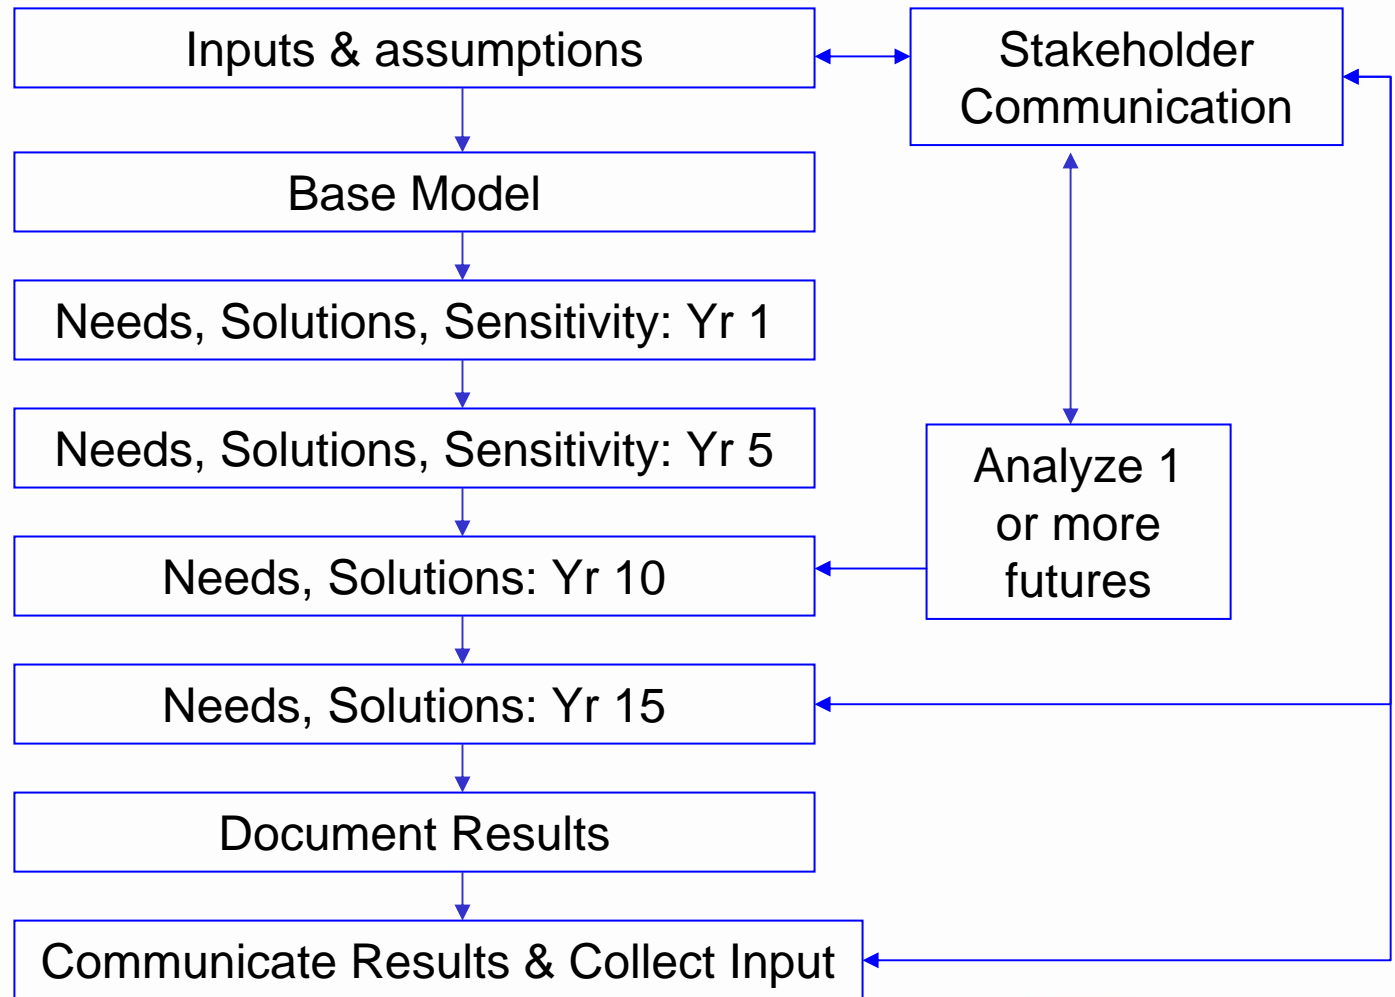 Inputs & assumptions
Stakeholder
Communication
Base Model
Needs, Solutions, Sensitivity: Yr 1
Needs, Solutions, Sensitivity: Yr 5
Analyze 1
or more
futures
Needs, Solutions: Yr 10
Needs, Solutions: Yr 15
Document Results
Communicate Results & Collect Input